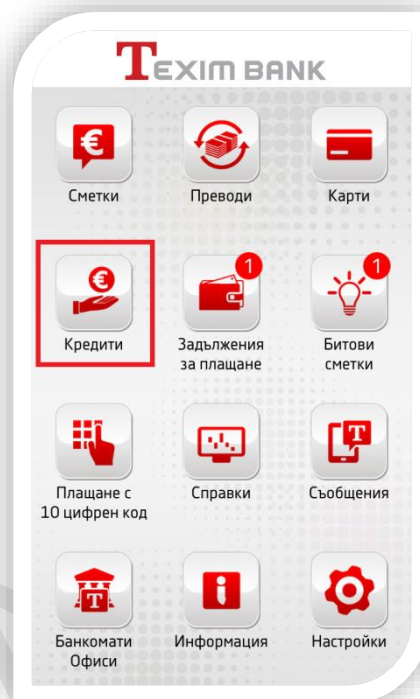 TEXIM BANK
Сметки
Преводи
Карти
Кредити
1
Задължения
за плащане
1
Битови
сметки
Плащане с
10 цифрен код
Справки
T
Съобщения
T
Банкомати
Офиси
i
Информация
Настройки